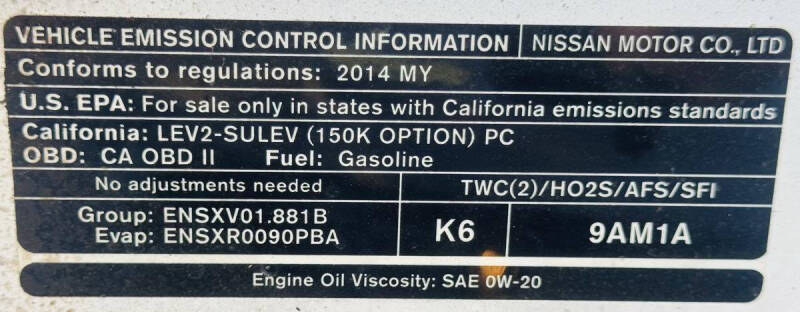 VEHICLE EMISSION CONTROL INFORMATION NISSAN MOTOR CO., LTD
Conforms to regulations: 2014 MY
U.S. EPA: For sale only in states with California emissions standards
California: LEV2-SULEV (150K OPTION) PC
OBD: CA OBD II Fuel: Gasoline
No adjustments needed TWC(2)/HO2S/AFS/SFI
Group: ENSXV01.881B
Evap: ENSXR0090PBA
K6 9AM1A
Engine Oil Viscosity: SAE 0W-20